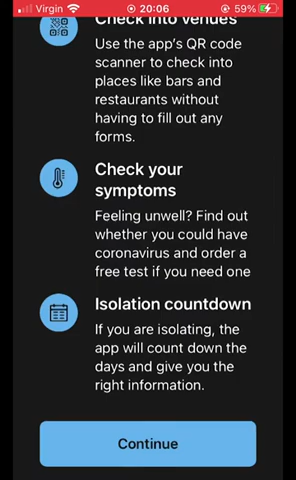 Virgin 20:06 59%
Check into venues
Use the app's QR code
scanner to check into
places like bars and
restaurants without
having to fill out any
forms.
Check your
symptoms
Feeling unwell? Find out
whether you could have
coronavirus and order a
free test if you need one
Isolation countdown
If you are isolating, the
app will count down the
days and give you the
right information.
Continue